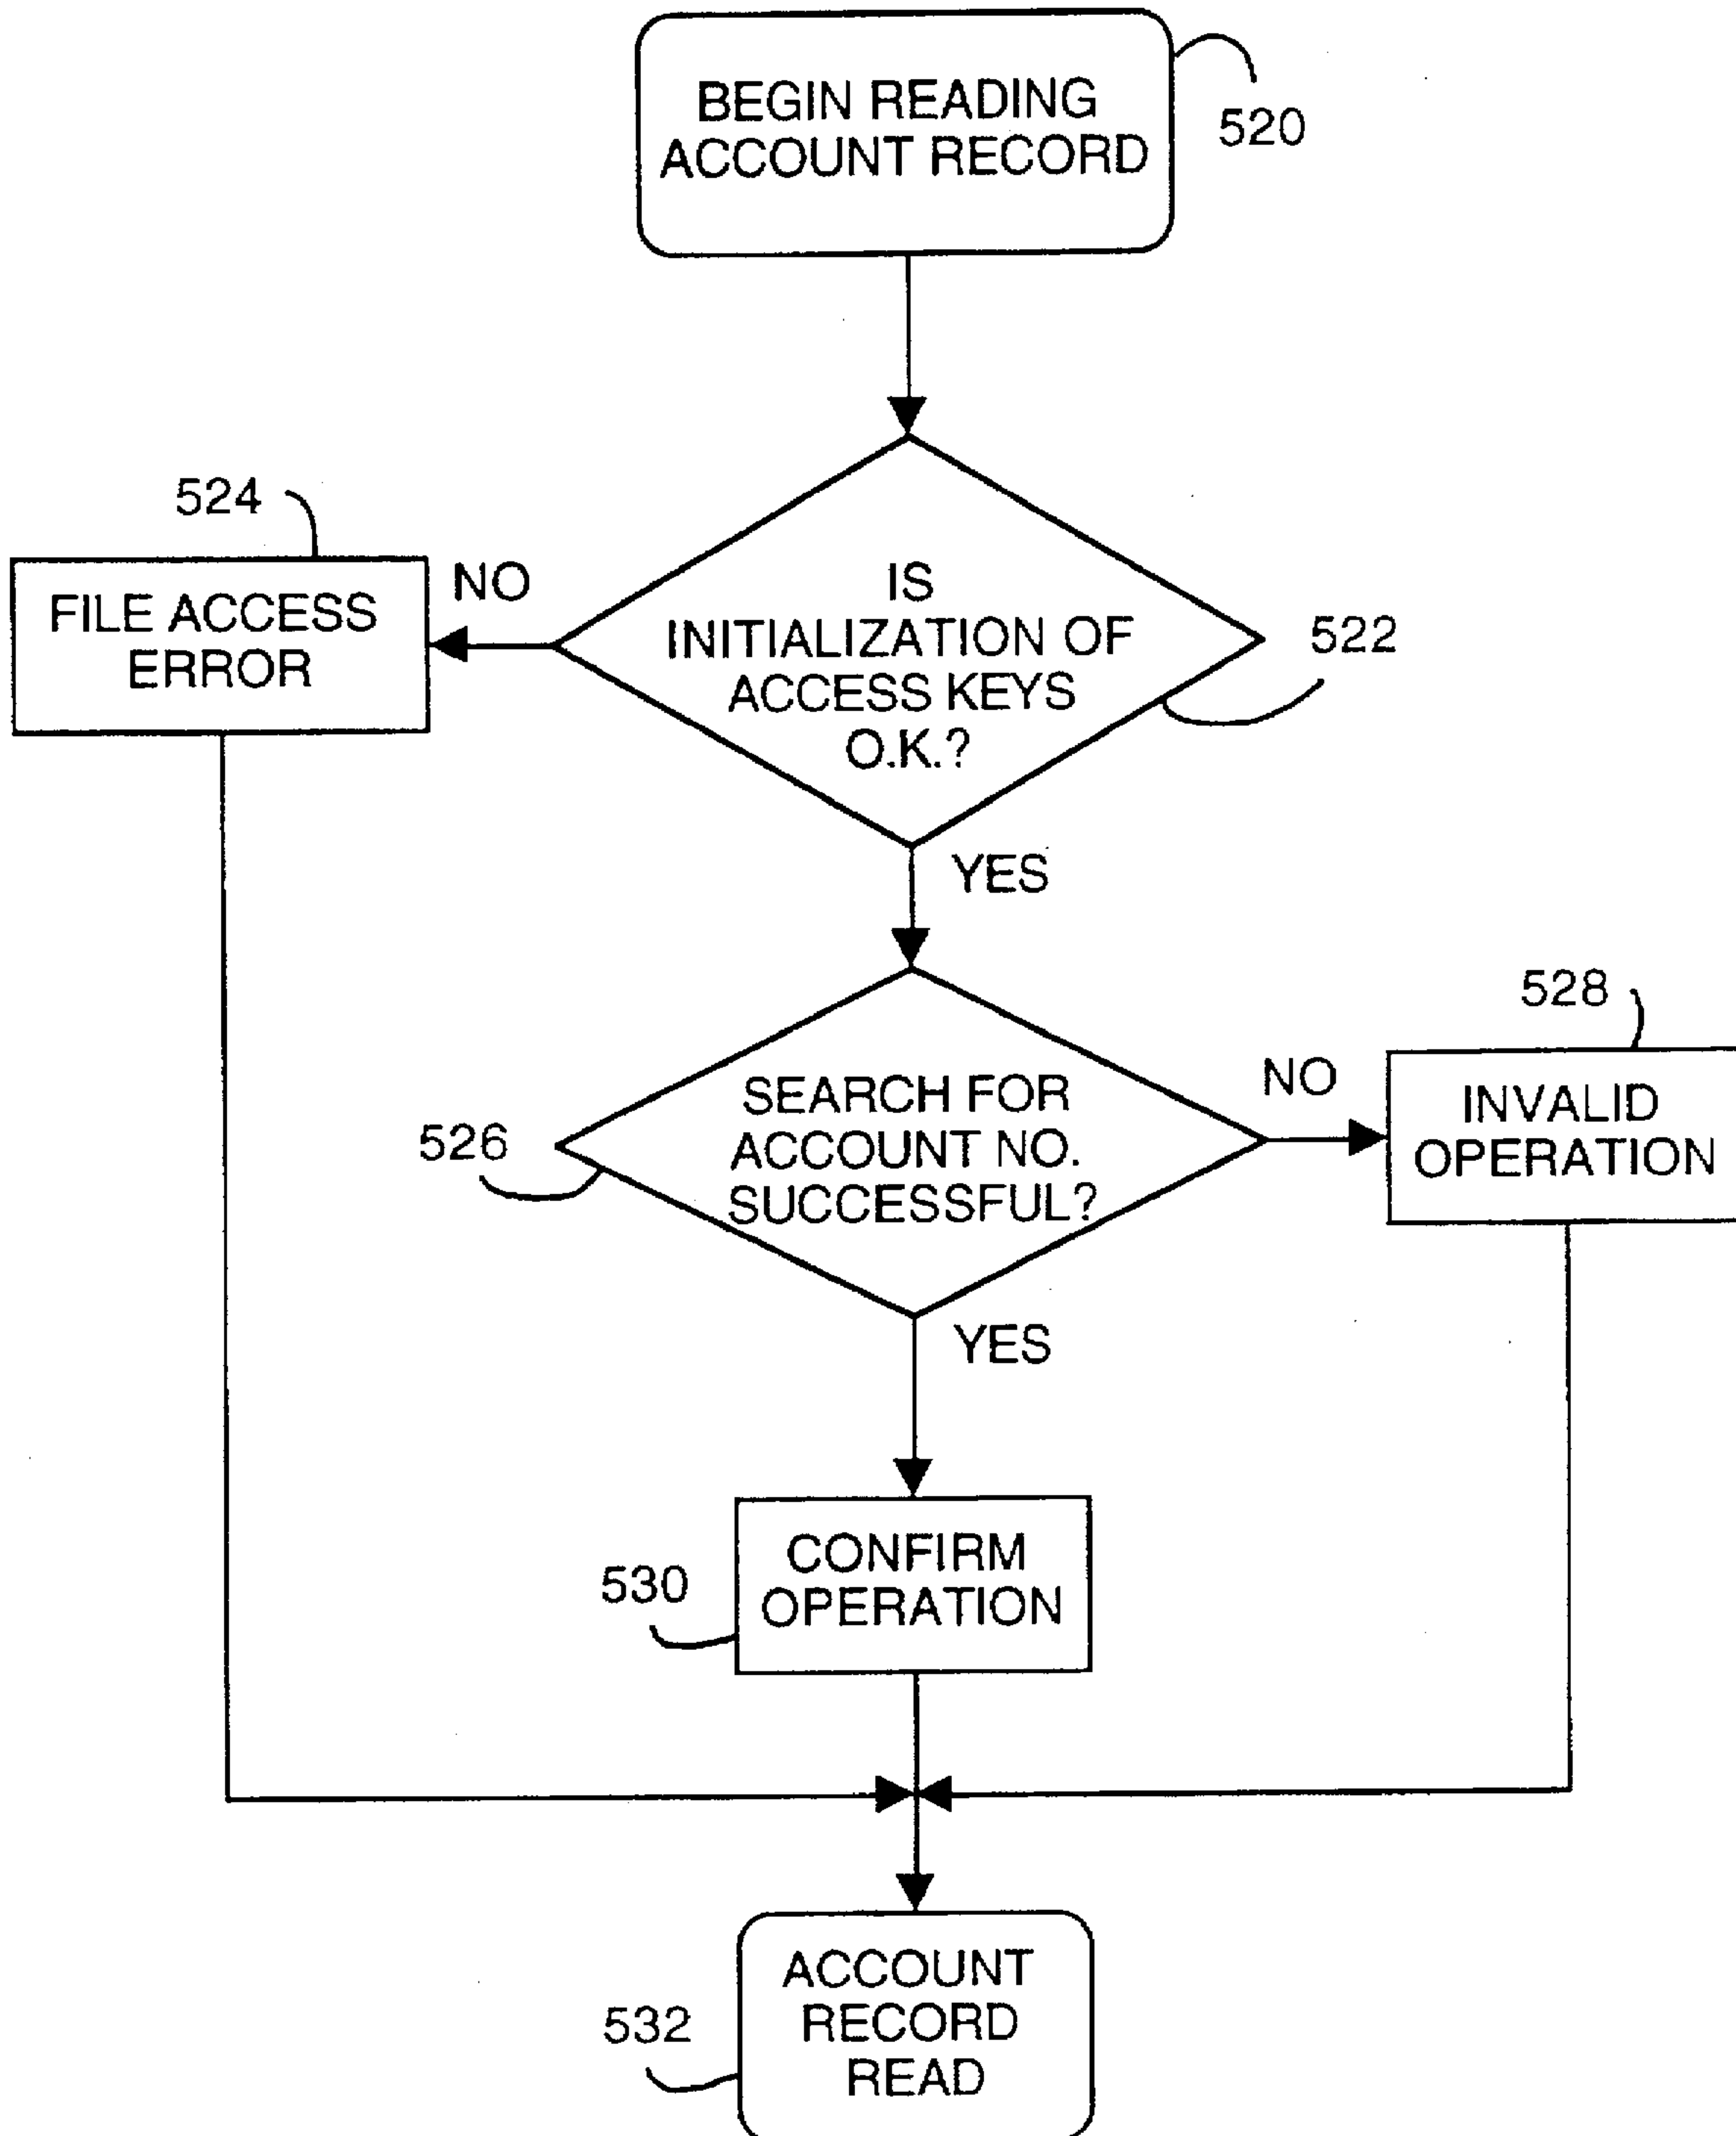 BEGIN READING
ACCOUNT RECORD
520
524
NO
FILE ACCESS
ERROR
IS
INITIALIZATION OF
ACCESS KEYS
O.K.?
522
YES
528
NO
INVALID
OPERATION
SEARCH FOR
ACCOUNT NO.
SUCCESSFUL?
526
YES
CONFIRM
OPERATION
530
ACCOUNT
RECORD
READ
532